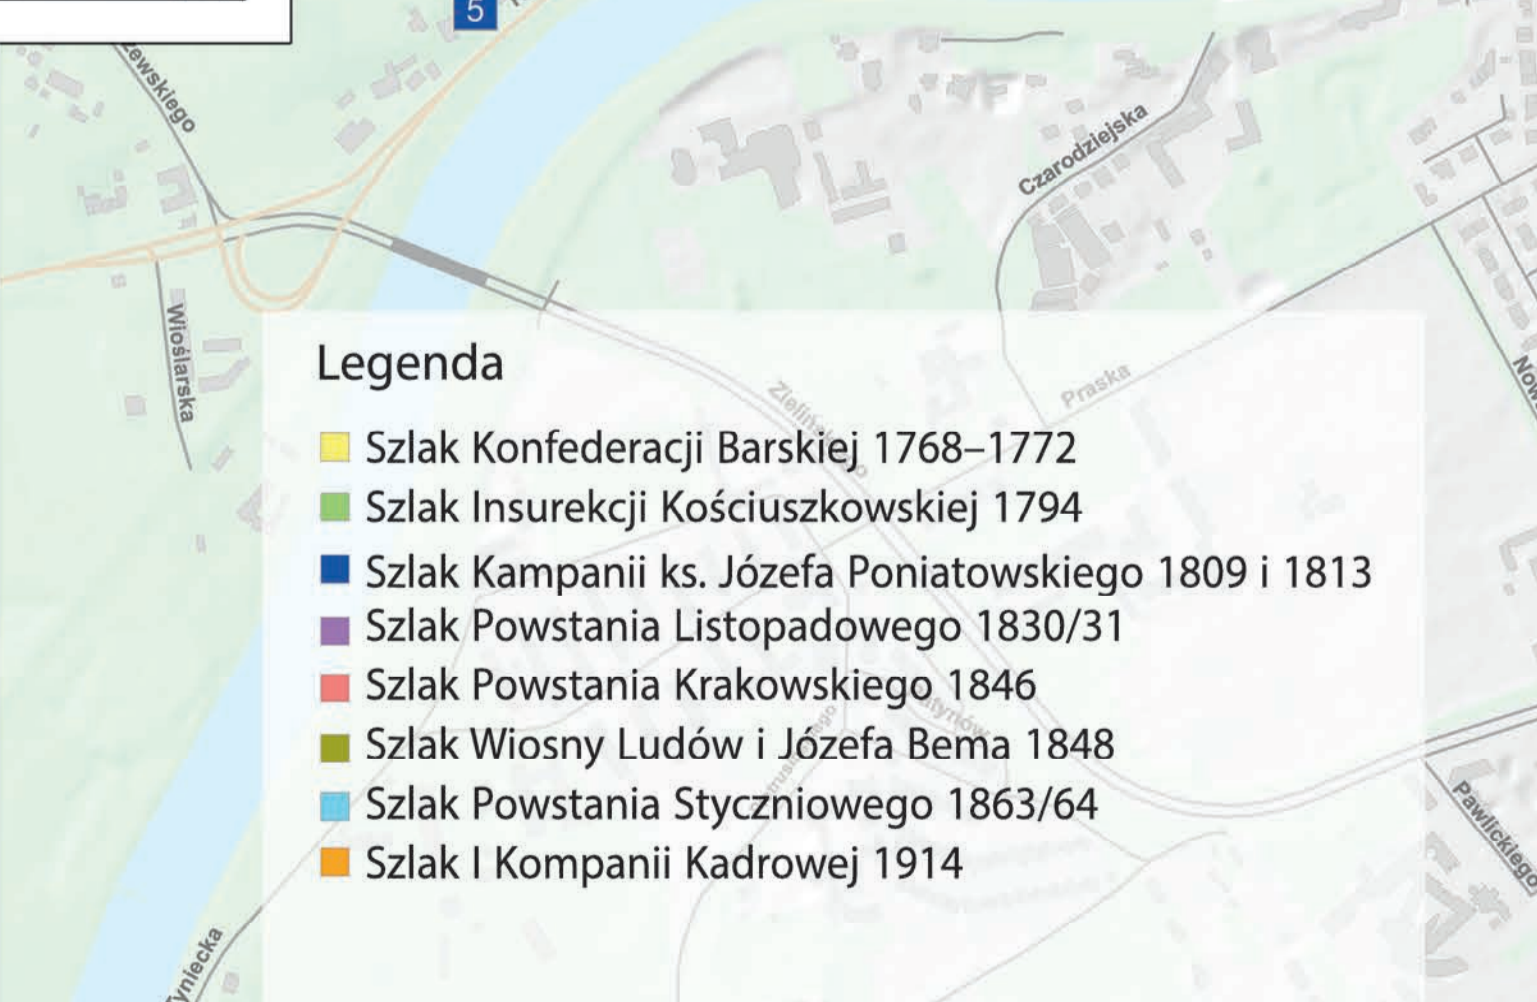 5
Czarodziejska
Wioślarska
Legenda
Praska
Szlak Konfederacji Barskiej 1768–1772
Szlak Insurekcji Kościuszkowskiej 1794
Szlak Kampanii ks. Józefa Poniatowskiego 1809 i 1813
Szlak Powstania Listopadowego 1830/31
Szlak Powstania Krakowskiego 1846
Szlak Wiosny Ludów i Józefa Bema 1848
Szlak Powstania Styczniowego 1863/64
Szlak I Kompanii Kadrowej 1914
Pawlickiego